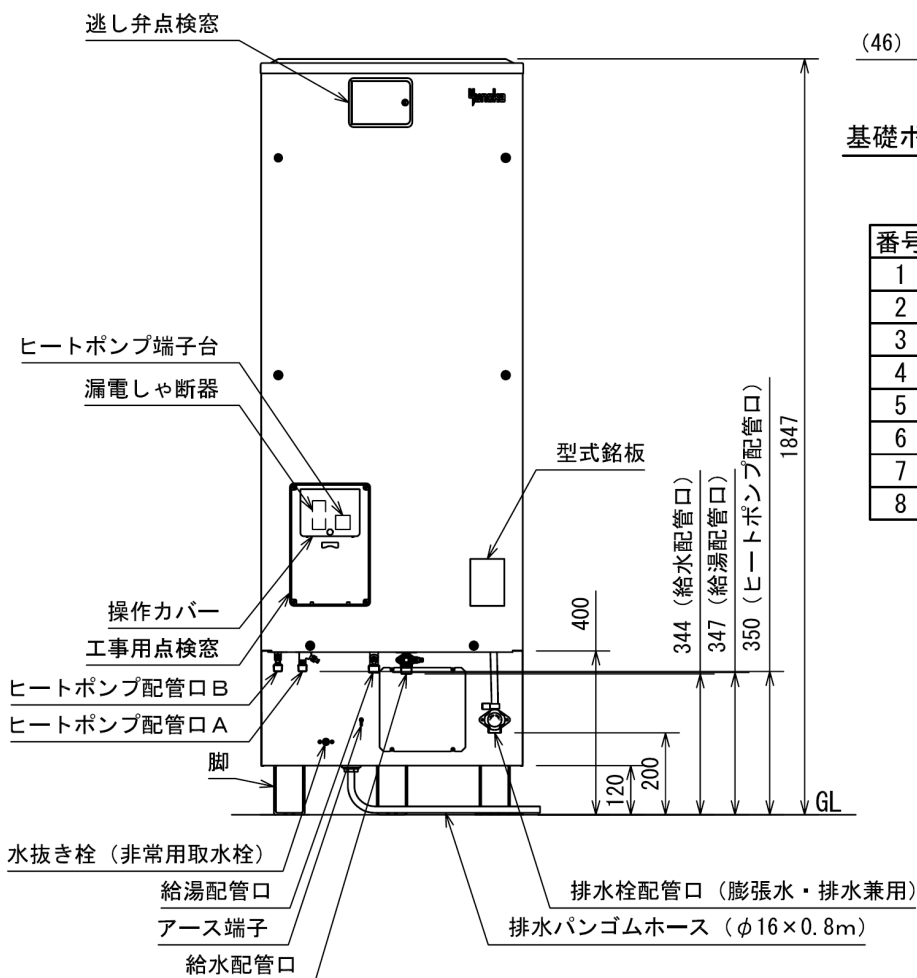 逃し弁点検窓
(46)
Yunoka
基礎ボ
番号
1
2
3
4
5
6
7
8
ヒートポンプ端子台
漏電しゃ断器
型式銘板
操作カバー
工事用点検窓
ヒートポンプ配管口B
ヒートポンプ配管口A
脚
400
344（給水配管口）
347（給湯配管口）
350（ヒートポンプ配管口）
1847
120
200
GL
水抜き栓（非常用取水栓）
給湯配管口
アース端子
給水配管口
排水栓配管口（膨張水・排水兼用）
排水パンゴムホース（φ16×0.8m）